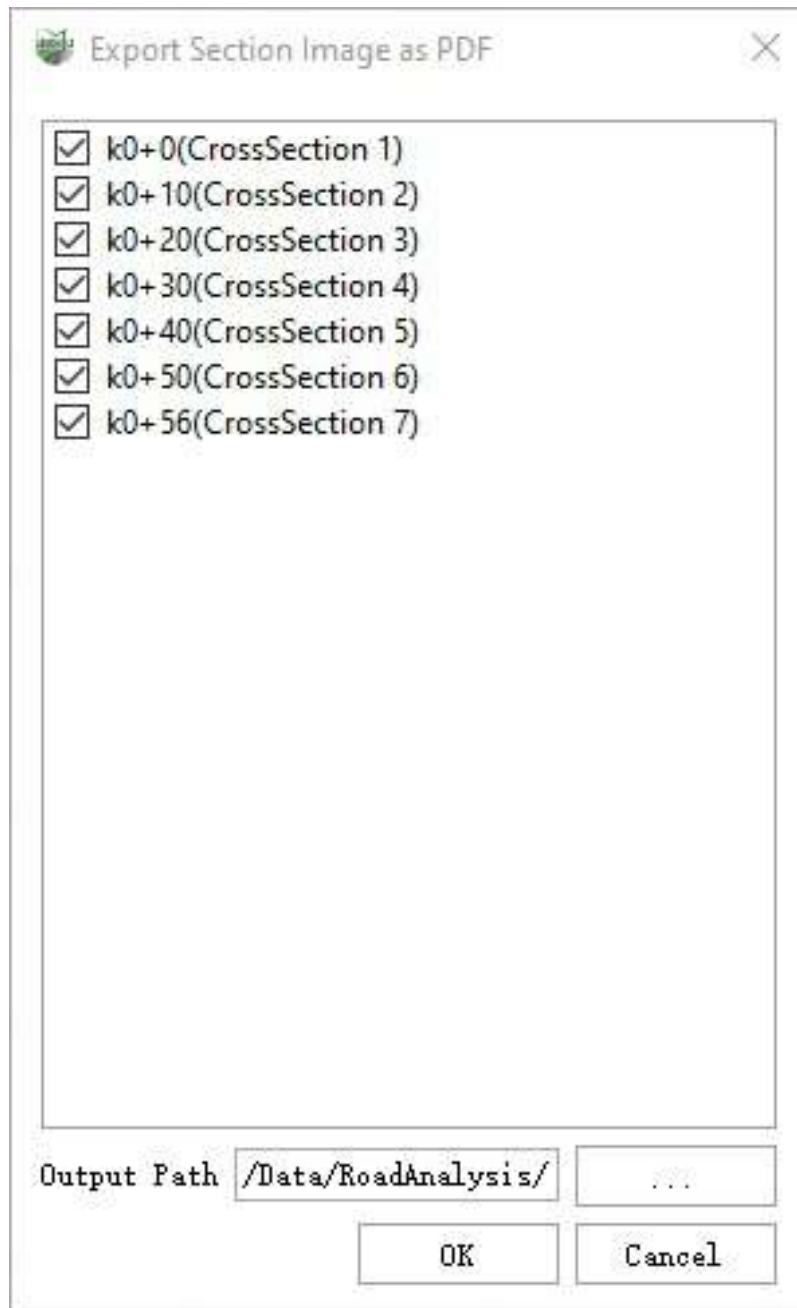 Export Section Image as PDF
k0+0(CrossSection 1)
k0+10(CrossSection 2)
k0+20(CrossSection 3)
k0+30(CrossSection 4)
k0+40(CrossSection 5)
k0+50(CrossSection 6)
k0+56(CrossSection 7)
Output Path /Data/RoadAnalysis/ ...
OK Cancel